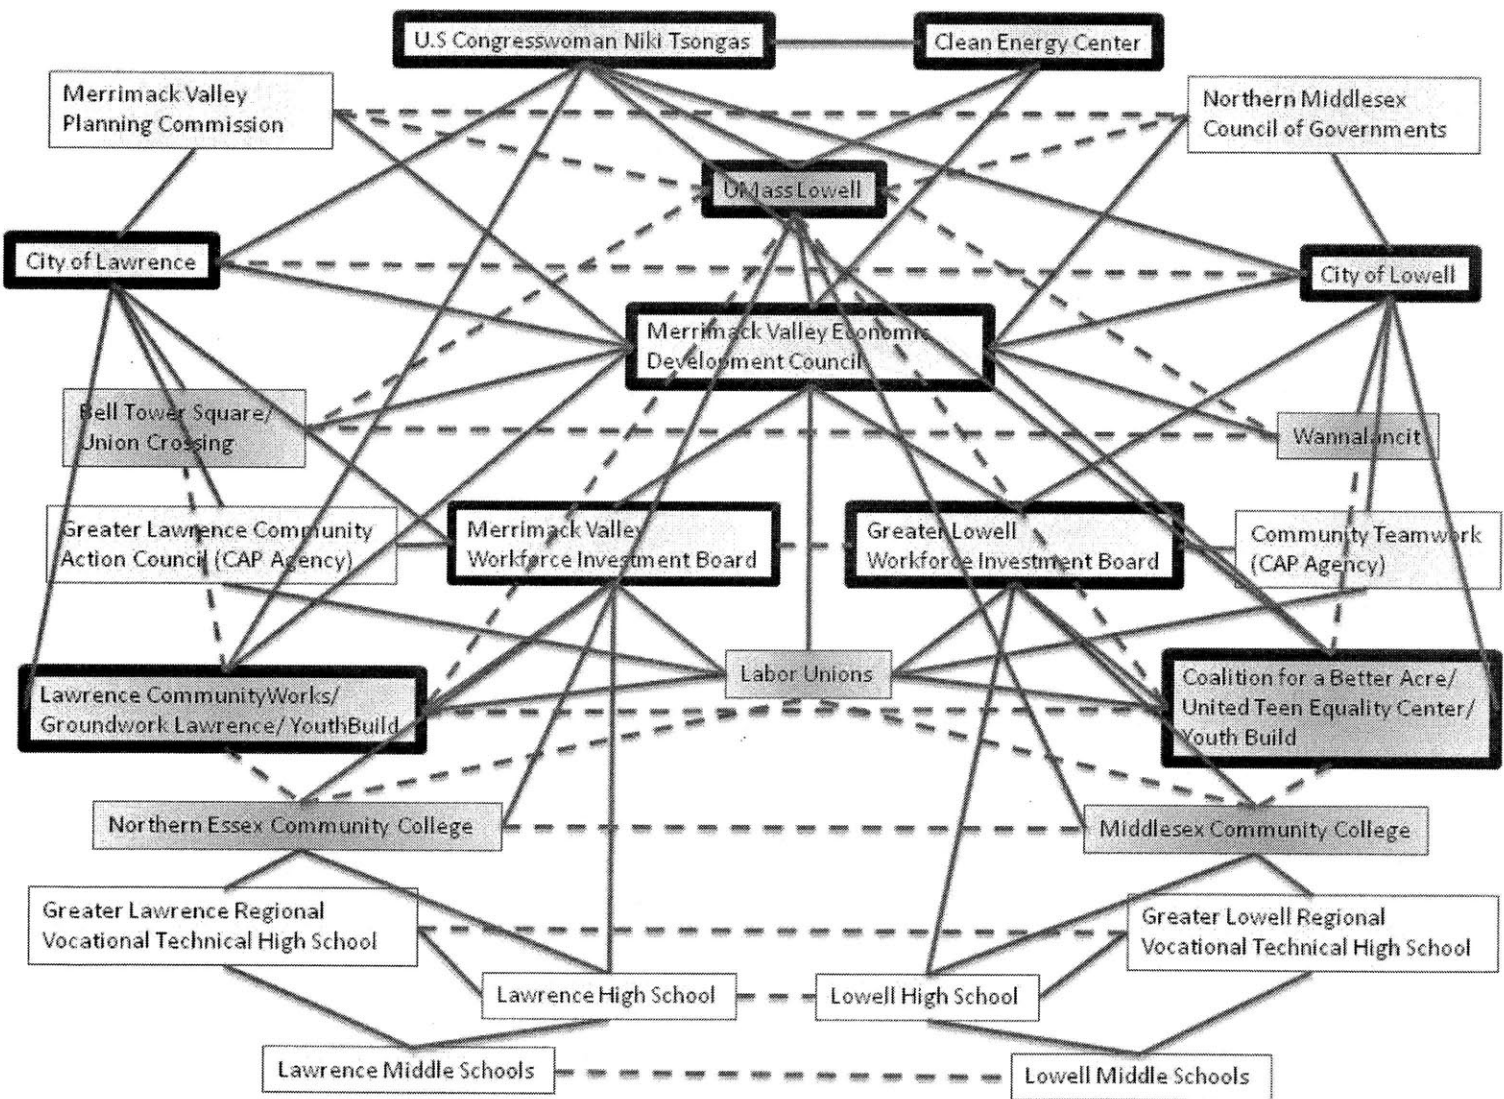 U.S Congresswoman Niki Tsongas
Clean Energy Center
Merrimack Valley
Planning Commission
Northern Middlesex
Council of Governments
UMass Lowell
City of Lawrence
City of Lowell
Merrimack Valley Economic
Development Council
Bell Tower Square/
Union Crossing
Wannalancit
Greater Lawrence Community
Action Council (CAP Agency)
Merrimack Valley
Workforce Investment Board
Greater Lowell
Workforce Investment Board
Community Teamwork
(CAP Agency)
Labor Unions
Lawrence CommunityWorks/
Groundwork Lawrence/ YouthBuild
Coalition for a Better Acre/
United Teen Equality Center/
Youth Build
Northern Essex Community College
Middlesex Community College
Greater Lawrence Regional
Vocational Technical High School
Greater Lowell Regional
Vocational Technical High School
Lawrence High School
Lowell High School
Lawrence Middle Schools
Lowell Middle Schools